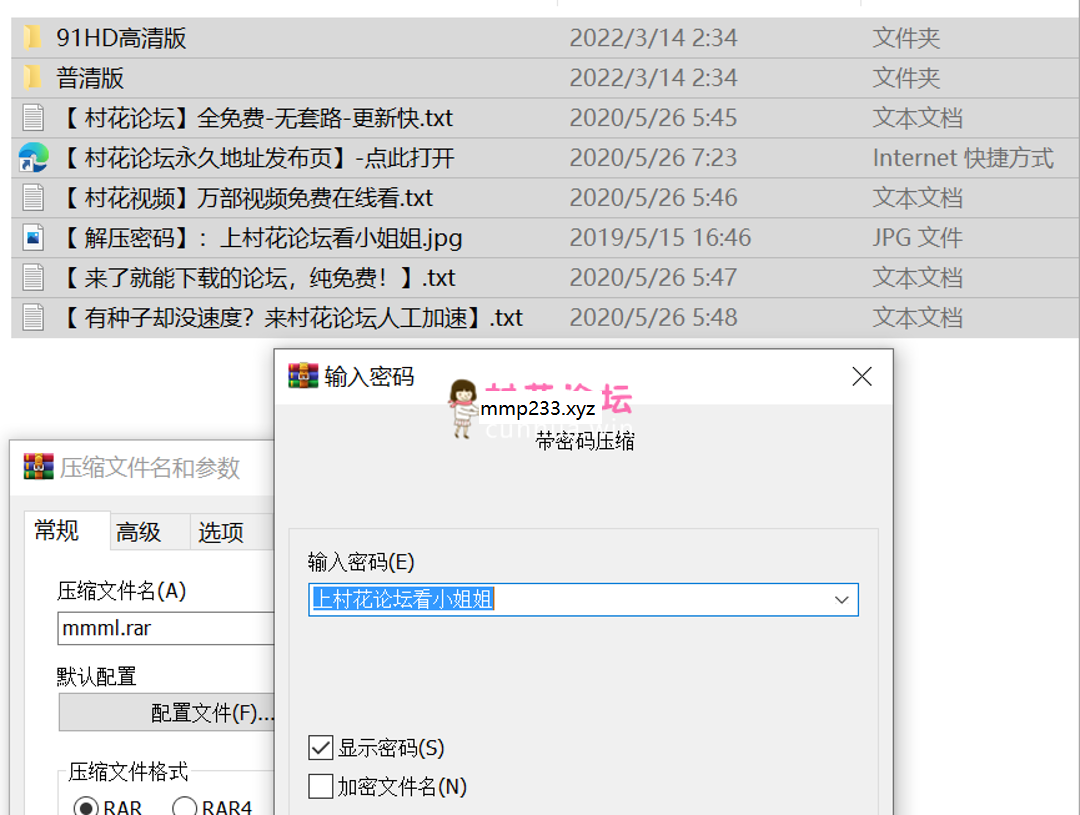 91HD高清版 2022/3/14 2:34 文件夹
普清版 2022/3/14 2:34 文件夹
【 村花论坛】全免费-无套路-更新快.txt 2020/5/26 5:45 文本文档
【 村花论坛永久地址发布页】-点此打开 2020/5/26 7:23 Internet 快捷方式
【 村花视频】万部视频免费在线看.txt 2020/5/26 5:46 文本文档
【 解压密码】：上村花论坛看小姐姐.jpg 2019/5/15 16:46 JPG 文件
【 来了就能下载的论坛，纯免费！】.txt 2020/5/26 5:47 文本文档
【 有种子却没速度？来村花论坛人工加速】.txt 2020/5/26 5:48 文本文档
输入密码
村花论坛
mmp233.xyz
cunhua.win
带密码压缩
压缩文件名和参数
常规 高级 选项
输入密码(E)
上村花论坛看小姐姐
压缩文件名(A)
mmml.rar
默认配置
配置文件(F)...
显示密码(S)
加密文件名(N)
压缩文件格式
RAR RAR4